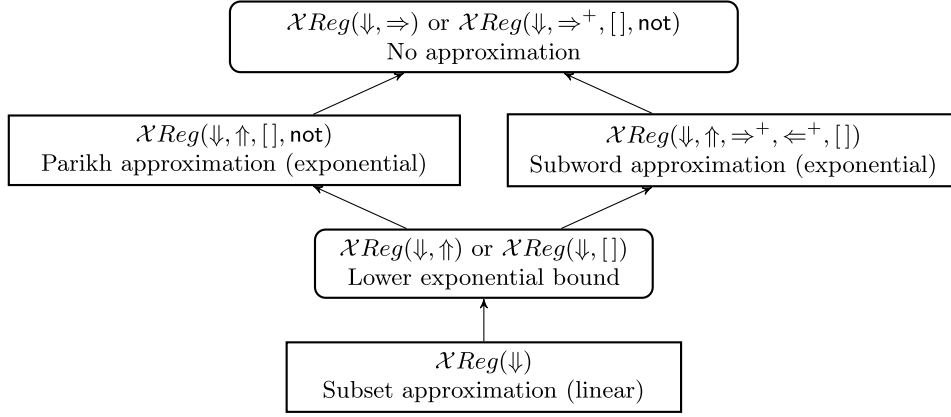 𝒳Reg(⇓, ⇒) or 𝒳Reg(⇓, ⇒⁺, [ ], not)
No approximation
𝒳Reg(⇓, ⇑, [ ], not)
Parikh approximation (exponential)
𝒳Reg(⇓, ⇑, ⇒⁺, ⇐⁺, [ ])
Subword approximation (exponential)
𝒳Reg(⇓, ⇑) or 𝒳Reg(⇓, [ ])
Lower exponential bound
𝒳Reg(⇓)
Subset approximation (linear)